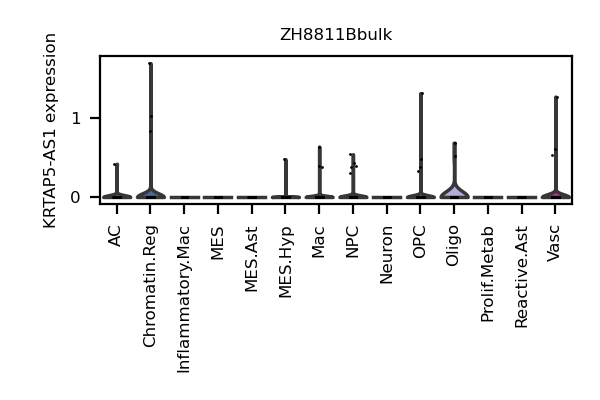 ZH8811Bbulk
KRTAP5-AS1 expression
1
0
AC
Chromatin.Reg
Inflammatory.Mac
MES
MES.Ast
MES.Hyp
Mac
NPC
Neuron
OPC
Oligo
Prolif.Metab
Reactive.Ast
Vasc